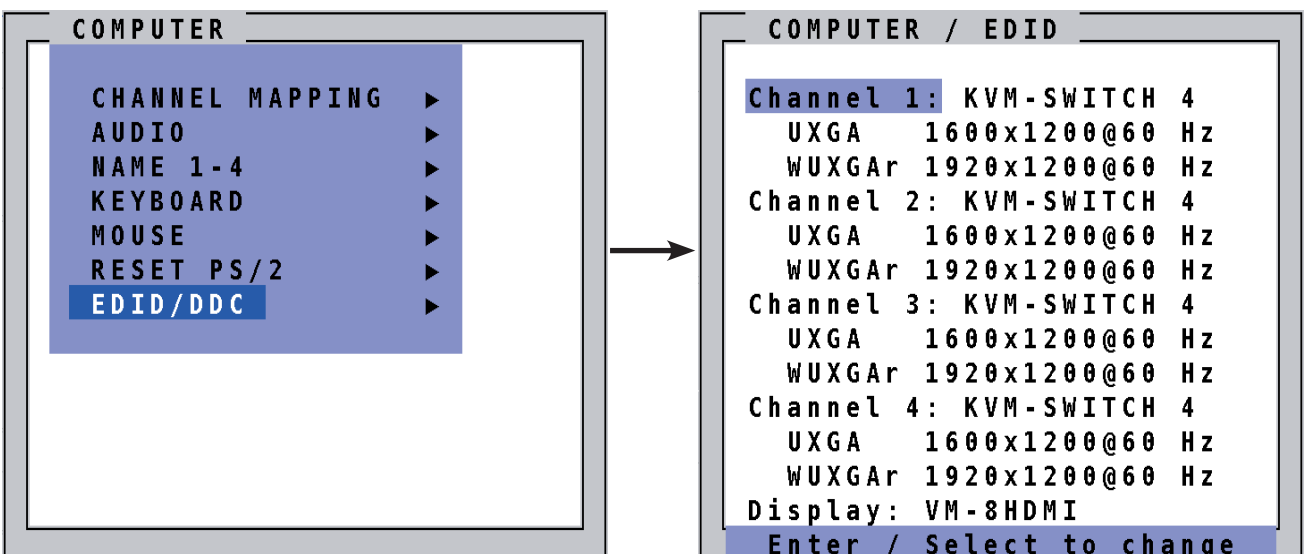 COMPUTER
CHANNEL MAPPING ▶
AUDIO ▶
NAME 1-4 ▶
KEYBOARD ▶
MOUSE ▶
RESET PS/2 ▶
EDID/DDC ▶
COMPUTER / EDID
Channel 1: KVM-SWITCH 4
UXGA 1600x1200@60 Hz
WUXGAr 1920x1200@60 Hz
Channel 2: KVM-SWITCH 4
UXGA 1600x1200@60 Hz
WUXGAr 1920x1200@60 Hz
Channel 3: KVM-SWITCH 4
UXGA 1600x1200@60 Hz
WUXGAr 1920x1200@60 Hz
Channel 4: KVM-SWITCH 4
UXGA 1600x1200@60 Hz
WUXGAr 1920x1200@60 Hz
Display: VM-8HDMI
Enter / Select to change